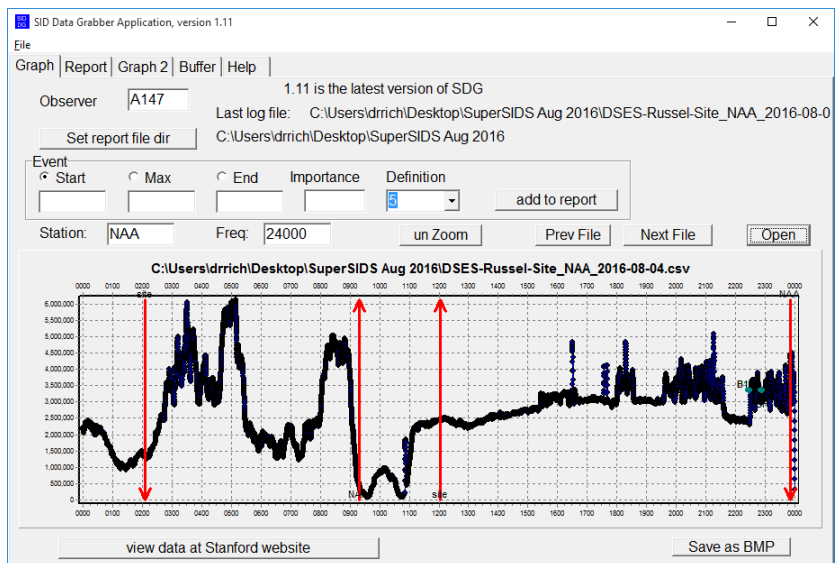 SID DG SID Data Grabber Application, version 1.11
File
Graph Report Graph 2 Buffer Help
1.11 is the latest version of SDG
Observer A147
Last log file: C:\Users\drrich\Desktop\SuperSIDS Aug 2016\DSES-Russel-Site_NAA_2016-08-0
Set report file dir C:\Users\drrich\Desktop\SuperSIDS Aug 2016
Event
Start Max End Importance Definition
5 add to report
Station: NAA Freq: 24000 un Zoom Prev File Next File Open
C:\Users\drrich\Desktop\SuperSIDS Aug 2016\DSES-Russel-Site_NAA_2016-08-04.csv
0000 0100 0200 0300 0400 0500 0600 0700 0800 0900 1000 1100 1200 1300 1400 1500 1600 1700 1800 1900 2000 2100 2200 2300 0000
site NAA
6,000,000
5,500,000
5,000,000
4,500,000
4,000,000
3,500,000
B1
3,000,000
2,500,000
2,000,000
1,500,000
1,000,000
500,000
0
site
0000 0100 0200 0300 0400 0500 0600 0700 0800 0900 1000 1100 1200 1300 1400 1500 1600 1700 1800 1900 2000 2100 2200 2300 0000
view data at Stanford website Save as BMP